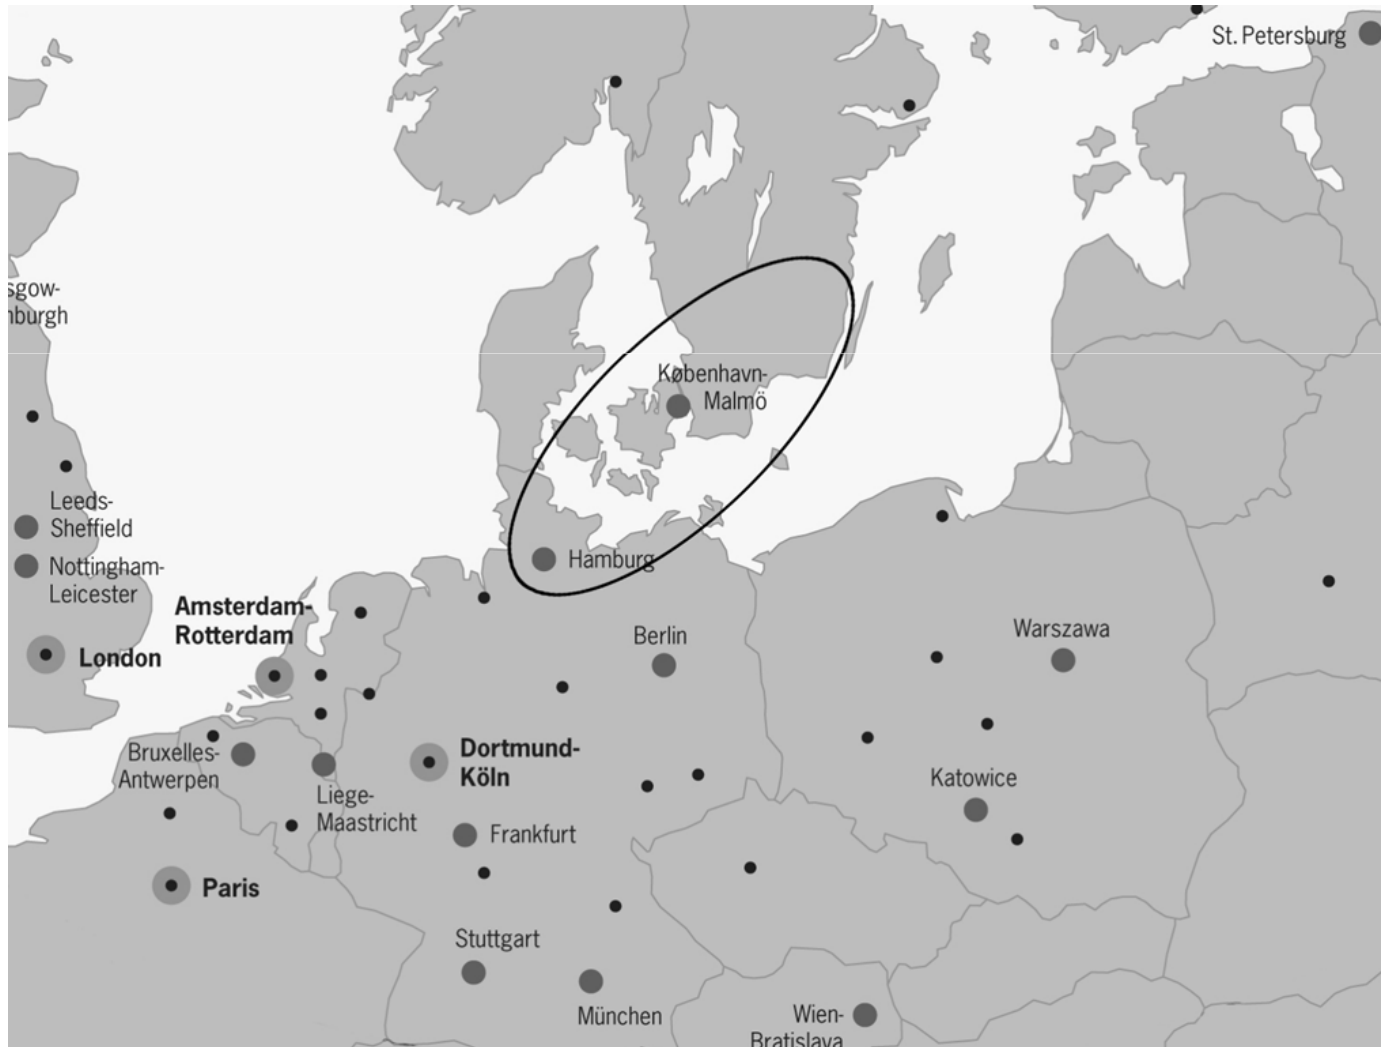 St. Petersburg
sgow-
nburgh
København-
Malmö
Leeds-
Sheffield
Hamburg
Nottingham-
Leicester
Amsterdam-
Rotterdam
Berlin
Warszawa
London
Bruxelles-
Antwerpen
Dortmund-
Köln
Katowice
Liege-
Maastricht
Frankfurt
Paris
Stuttgart
München
Wien-
Bratislava